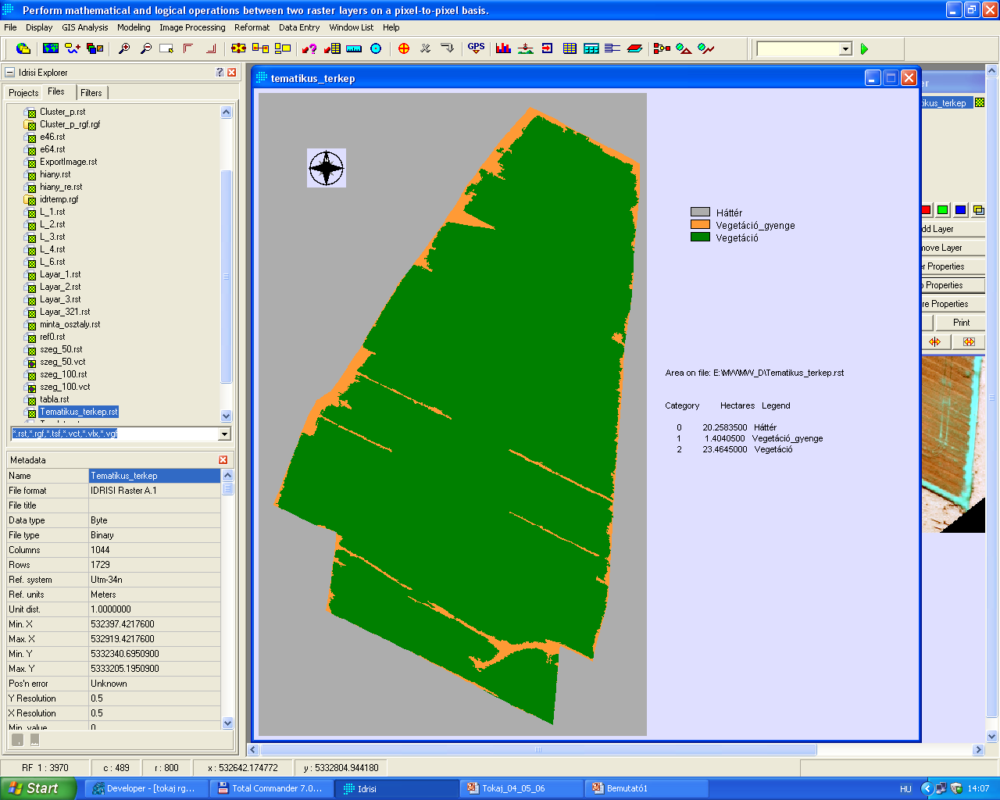 Perform mathematical and logical operations between two raster layers on a pixel-to-pixel basis.
File Display GIS Analysis Modeling Image Processing Reformat Data Entry Window List Help
GPS
Idrisi Explorer
Projects Files Filters
Cluster_p.rst
Cluster_p_rgf.rgf
e46.rst
e64.rst
ExportImage.rst
hiany.rst
hiany_re.rst
idrtemp.rgf
L_1.rst
L_2.rst
L_3.rst
L_4.rst
L_6.rst
Layar_1.rst
Layar_2.rst
Layar_3.rst
Layar_321.rst
minta_osztaly.rst
ref0.rst
szeg_50.rst
szeg_50.vct
szeg_100.rst
szeg_100.vct
tabla.rst
Tematikus_terkep.rst
*.rst,*.rgf,*.tsf,*.vct,*.vlx,*.vgf
Metadata
Name Tematikus_terkep
File format IDRISI Raster A.1
File title
Data type Byte
File type Binary
Columns 1044
Rows 1729
Ref. system Utm-34n
Ref. units Meters
Unit dist. 1.0000000
Min. X 532397.4217600
Max. X 532919.4217600
Min. Y 5332340.6950900
Max. Y 5333205.1950900
Pos'n error Unknown
Y Resolution 0.5
X Resolution 0.5
Min. value 0
tematikus_terkep
Háttér
Vegetáció_gyenge
Vegetáció
Area on file: E:\MW\MW_D\Tematikus_terkep.rst
Category Hectares Legend
0 20.2583500 Háttér
1 1.4040500 Vegetáció_gyenge
2 23.4645000 Vegetáció
er
tikus_terkep
dd Layer
move Layer
er Properties
p Properties
re Properties
Print
RF 1 : 3970 c : 489 r : 800 x : 532642.174772 y : 5332804.944180
Start Developer - [tokaj rg... Total Commander 7.0... Idrisi Tokaj_04_05_06 Bemutató1 HU 14:07